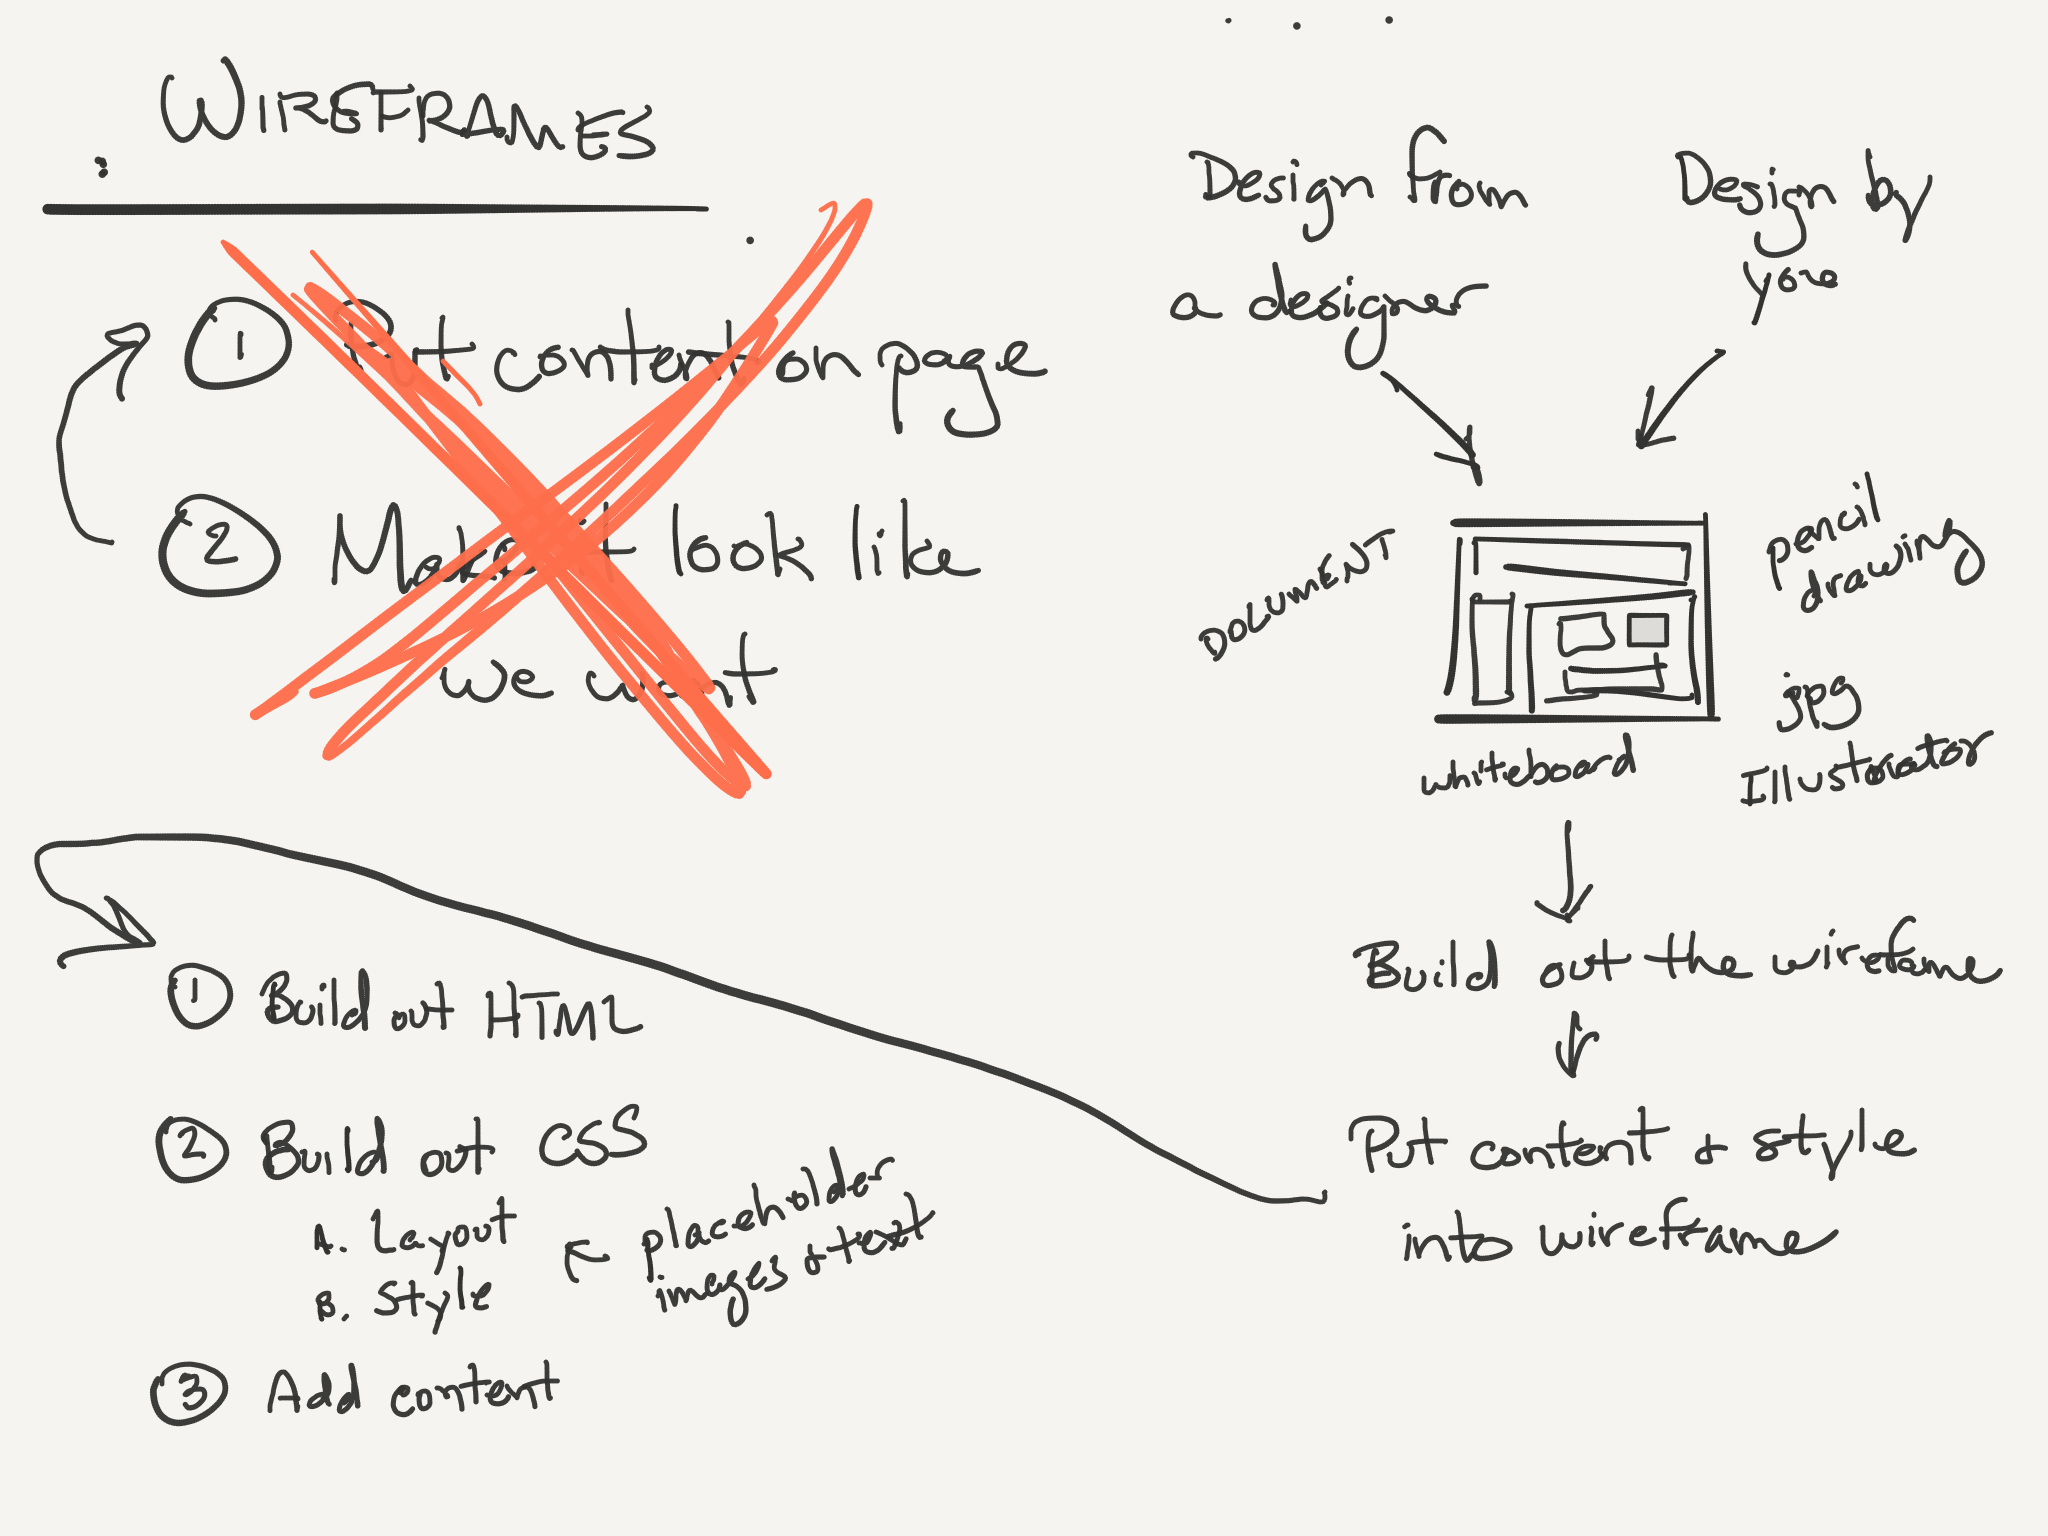 WIREFRAMES
1 Put content on page
2 Make it look like
we want
Design from
a designer
Design by
you
DOCUMENT
pencil
drawing
jpg
Illustorator
whiteboard
Build out the wirefame
Put content & style
into wireframe
1 Build out HTML
2 Build out CSS
A. Layout
B. Style
placeholder
images & text
3 Add content